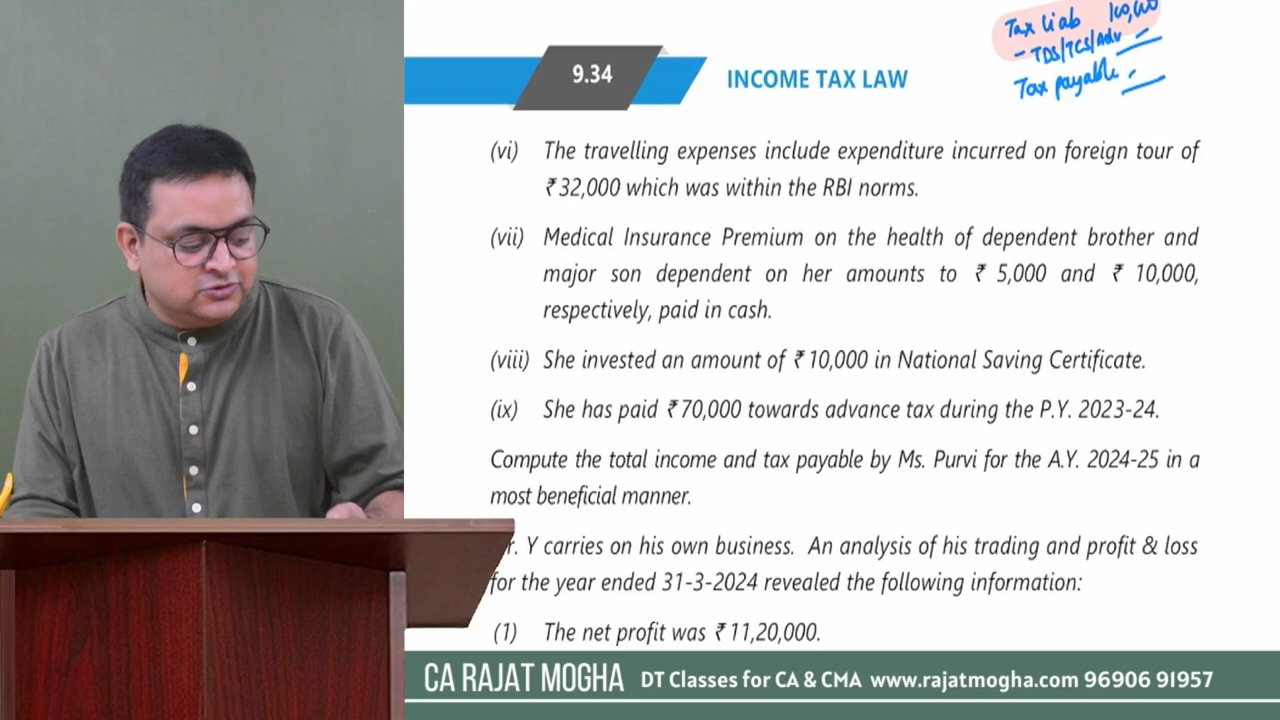 Tax liab
- TDS/TCS/Adv
Tax payable
9.34
INCOME TAX LAW
(vi) The travelling expenses include expenditure incurred on foreign tour of
₹ 32,000 which was within the RBI norms.
(vii) Medical Insurance Premium on the health of dependent brother and
major son dependent on her amounts to ₹ 5,000 and ₹ 10,000,
respectively, paid in cash.
(viii) She invested an amount of ₹ 10,000 in National Saving Certificate.
(ix) She has paid ₹ 70,000 towards advance tax during the P.Y. 2023-24.
Compute the total income and tax payable by Ms. Purvi for the A.Y. 2024-25 in a
most beneficial manner.
Y carries on his own business. An analysis of his trading and profit & loss
for the year ended 31-3-2024 revealed the following information:
(1) The net profit was ₹ 11,20,000.
CA RAJAT MOGHA DT Classes for CA & CMA www.rajatmogha.com 96906 91957